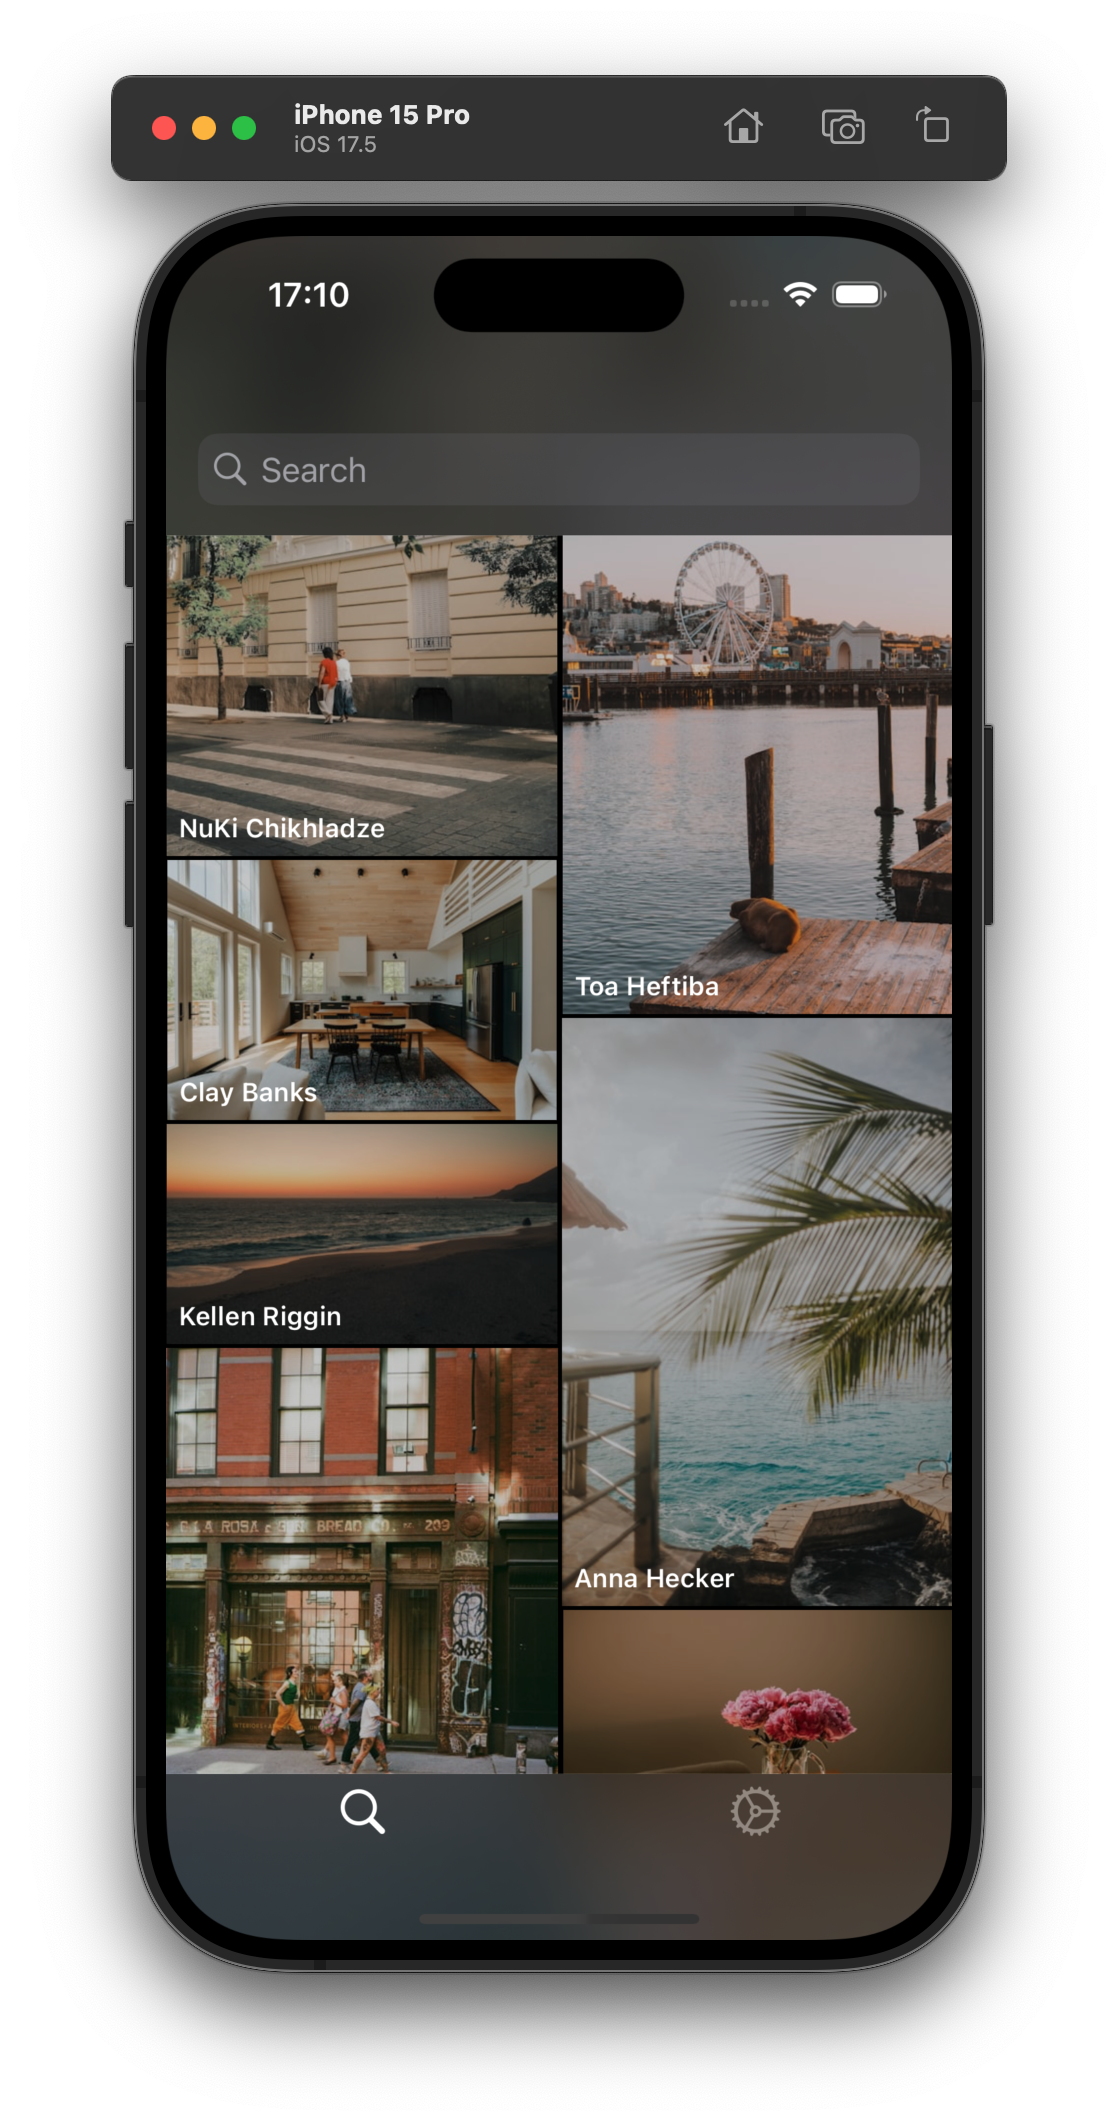 iPhone 15 Pro
iOS 17.5
17:10
Search
NuKi Chikhladze
Toa Heftiba
Clay Banks
Kellen Riggin
LA ROSA & SON BREAD CO. 209
Anna Hecker